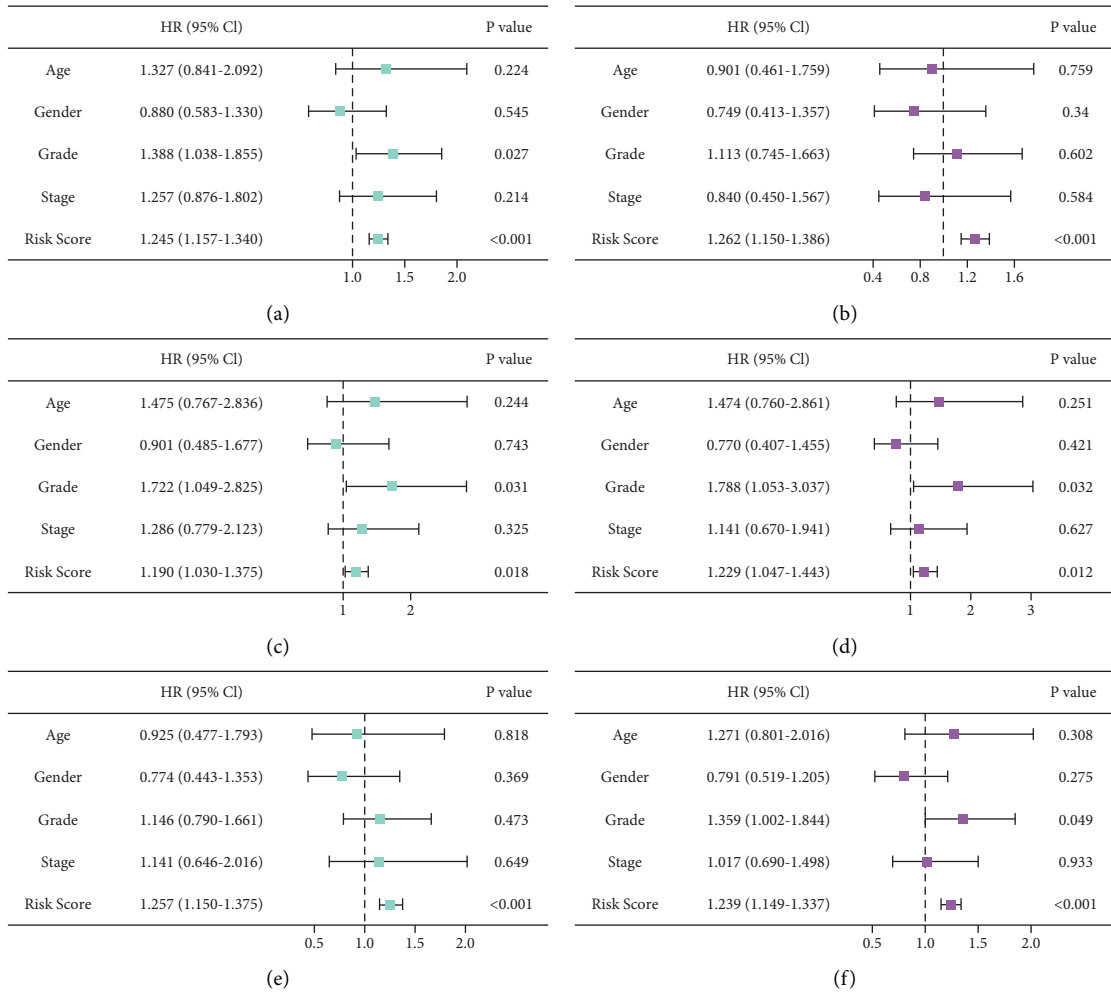 HR (95% Cl) P value
Age 1.327 (0.841-2.092) 0.224
Gender 0.880 (0.583-1.330) 0.545
Grade 1.388 (1.038-1.855) 0.027
Stage 1.257 (0.876-1.802) 0.214
Risk Score 1.245 (1.157-1.340) <0.001
1.0 1.5 2.0
(a)
HR (95% Cl) P value
Age 0.901 (0.461-1.759) 0.759
Gender 0.749 (0.413-1.357) 0.34
Grade 1.113 (0.745-1.663) 0.602
Stage 0.840 (0.450-1.567) 0.584
Risk Score 1.262 (1.150-1.386) <0.001
0.4 0.8 1.2 1.6
(b)
HR (95% Cl) P value
Age 1.475 (0.767-2.836) 0.244
Gender 0.901 (0.485-1.677) 0.743
Grade 1.722 (1.049-2.825) 0.031
Stage 1.286 (0.779-2.123) 0.325
Risk Score 1.190 (1.030-1.375) 0.018
1 2
(c)
HR (95% Cl) P value
Age 1.474 (0.760-2.861) 0.251
Gender 0.770 (0.407-1.455) 0.421
Grade 1.788 (1.053-3.037) 0.032
Stage 1.141 (0.670-1.941) 0.627
Risk Score 1.229 (1.047-1.443) 0.012
1 2 3
(d)
HR (95% Cl) P value
Age 0.925 (0.477-1.793) 0.818
Gender 0.774 (0.443-1.353) 0.369
Grade 1.146 (0.790-1.661) 0.473
Stage 1.141 (0.646-2.016) 0.649
Risk Score 1.257 (1.150-1.375) <0.001
0.5 1.0 1.5 2.0
(e)
HR (95% Cl) P value
Age 1.271 (0.801-2.016) 0.308
Gender 0.791 (0.519-1.205) 0.275
Grade 1.359 (1.002-1.844) 0.049
Stage 1.017 (0.690-1.498) 0.933
Risk Score 1.239 (1.149-1.337) <0.001
0.5 1.0 1.5 2.0
(f)